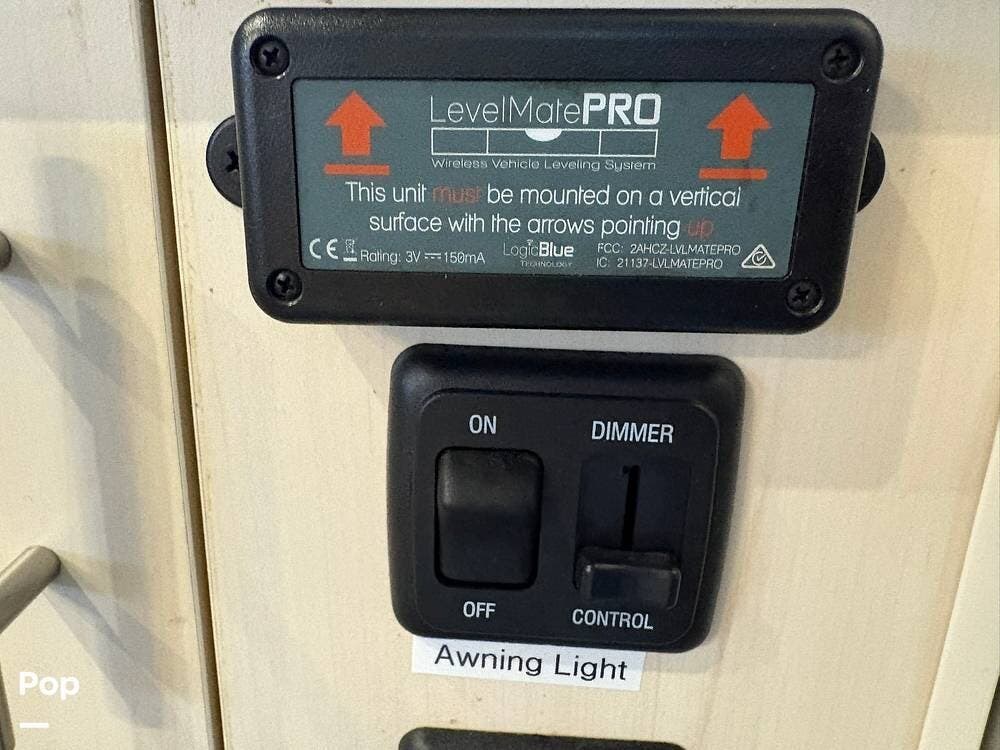 LevelMatePRO
Wireless Vehicle Leveling System
This unit must be mounted on a vertical
surface with the arrows pointing up
CE Rating: 3V 150mA
LogicBlue
TECHNOLOGY
FCC: 2AHCZ-LVLMATEPRO
IC: 21137-LVLMATEPRO
ON
DIMMER
OFF
CONTROL
Awning Light
Pop